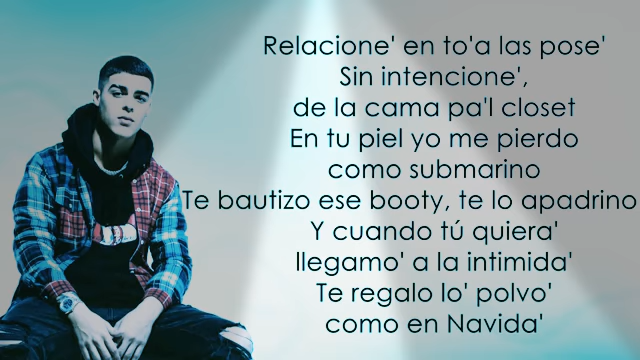 Relacione' en to'a las pose'
Sin intencione',
de la cama pa'l closet
En tu piel yo me pierdo
como submarino
Te bautizo ese booty, te lo apadrino
Y cuando tú quiera'
llegamo' a la intimida'
Te regalo lo' polvo'
como en Navida'